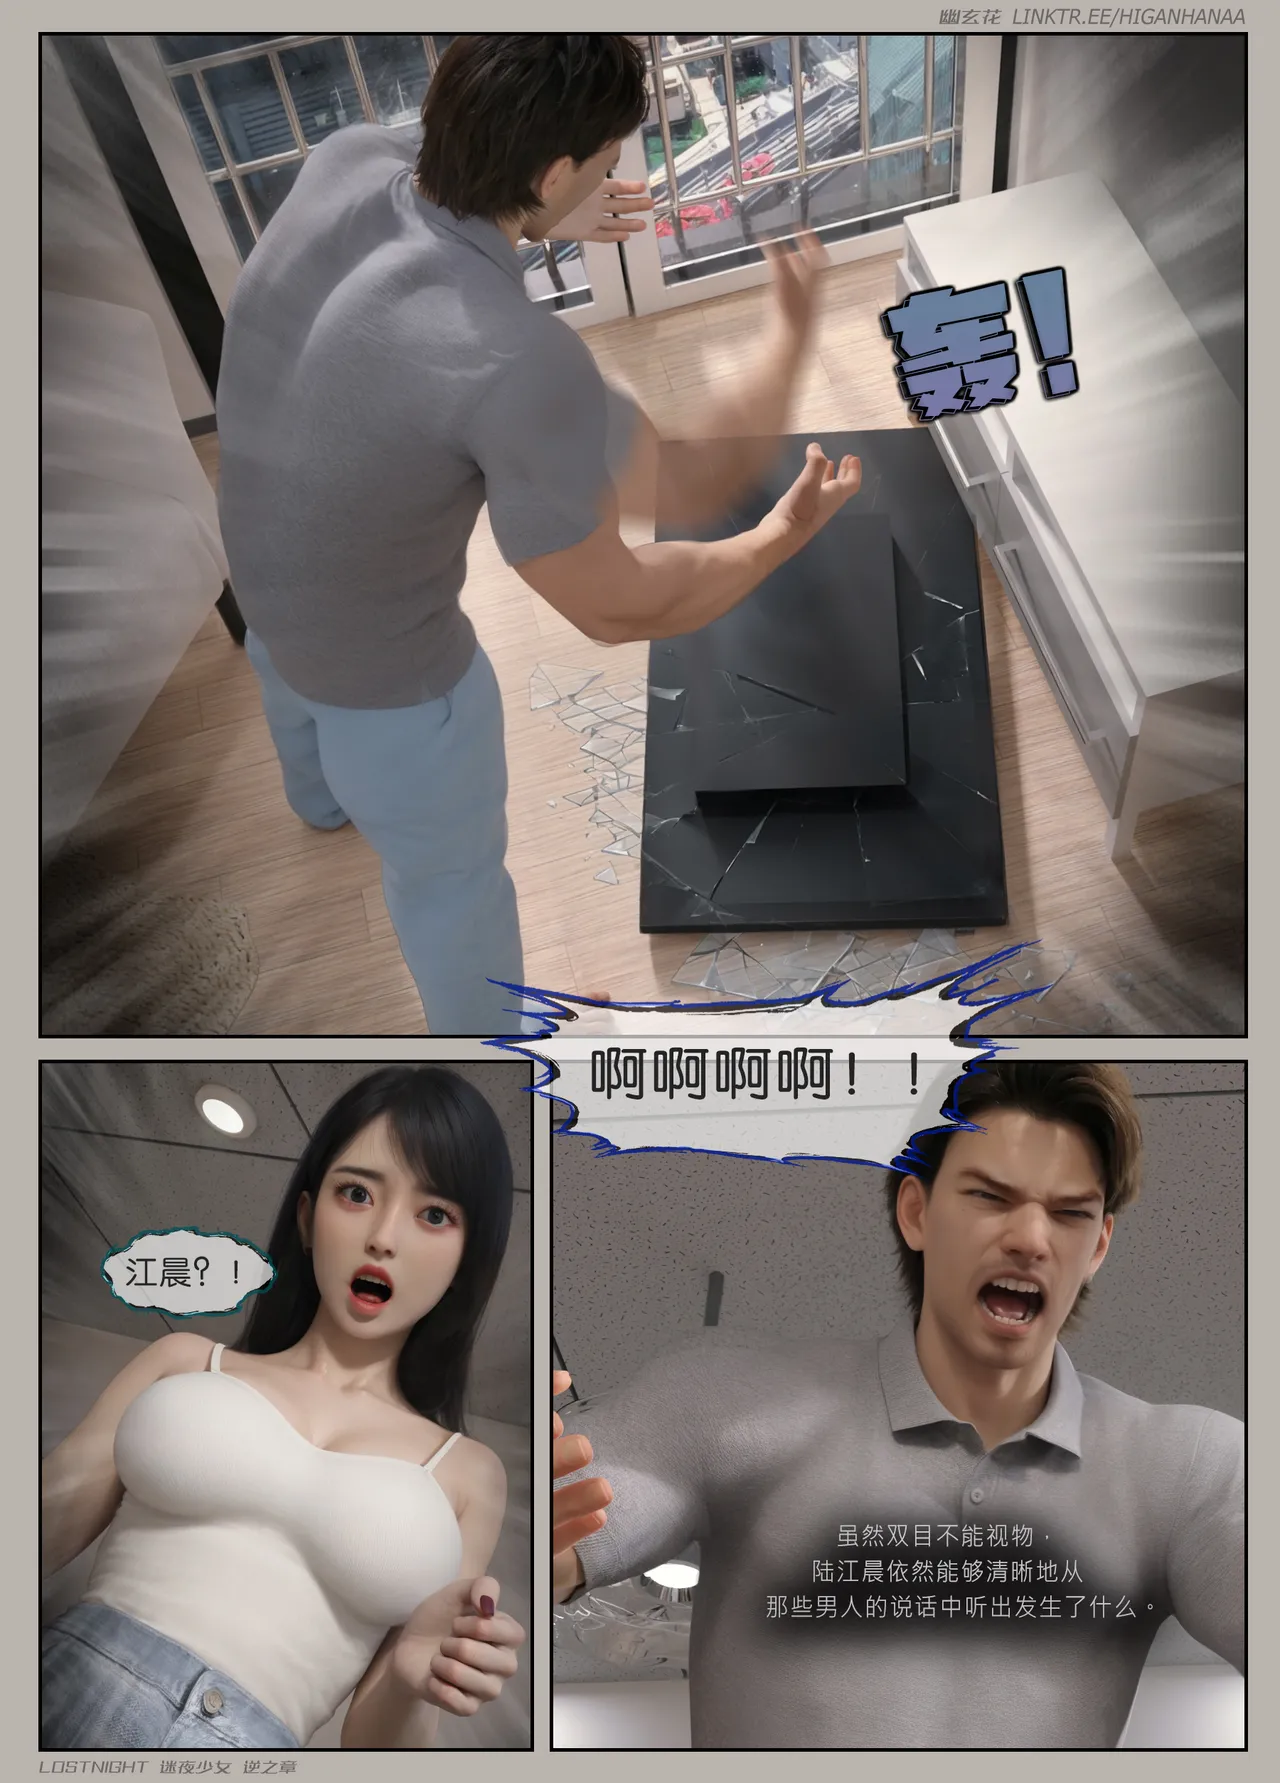 幽玄花 LINKTR.EE/HIGANHANAA
轰！
啊啊啊啊！！
江晨？！
虽然双目不能视物，
陆江晨依然能够清晰地从
那些男人的说话中听出发生了什么。
LOSTNIGHT 迷夜少女 逆之章